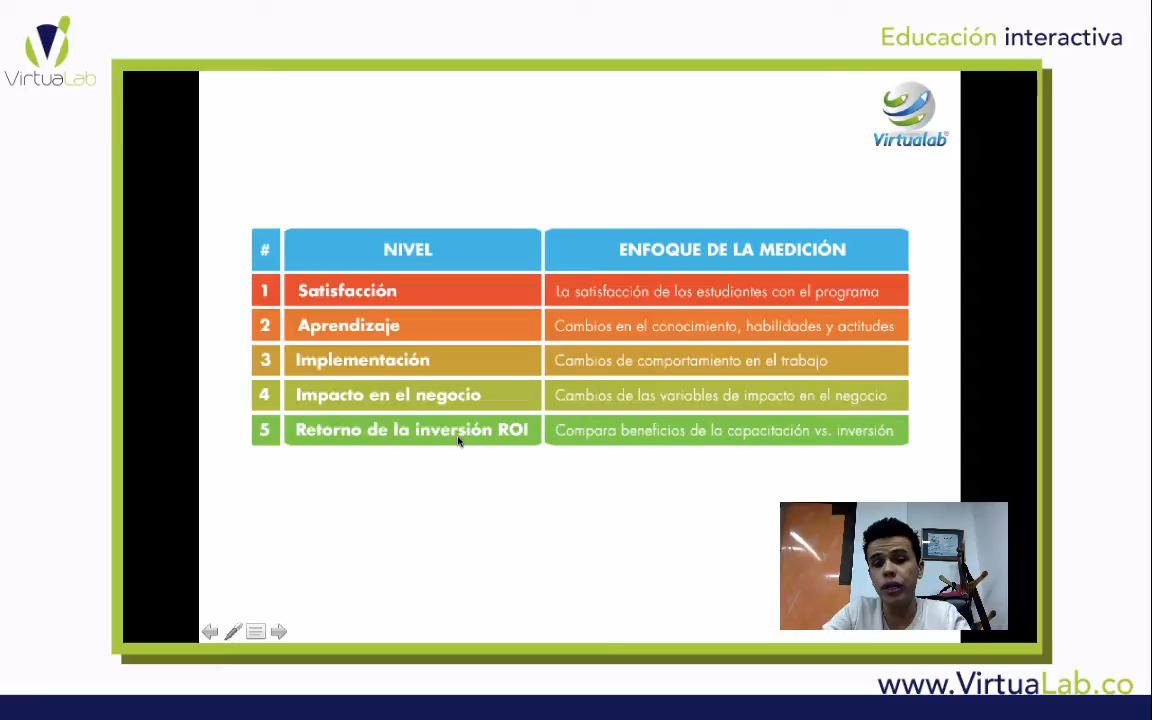 VirtuaLab
Educación interactiva
Virtualab®
# NIVEL ENFOQUE DE LA MEDICIÓN
1 Satisfacción La satisfacción de los estudiantes con el programa
2 Aprendizaje Cambios en el conocimiento, habilidades y actitudes
3 Implementación Cambios de comportamiento en el trabajo
4 Impacto en el negocio Cambios de las variables de impacto en el negocio
5 Retorno de la inversión ROI Compara beneficios de la capacitación vs. inversión
www.VirtuaLab.co